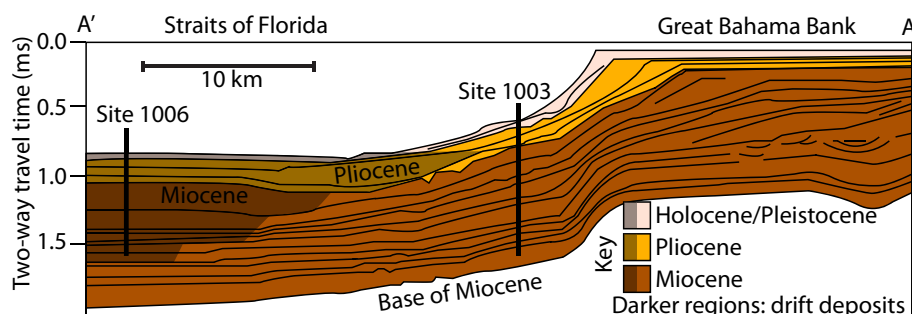 A'
Straits of Florida
Great Bahama Bank
A
Two-way travel time (ms)
0.0
0.5
1.0
1.5
10 km
Site 1006
Site 1003
Pliocene
Miocene
Base of Miocene
Key
Holocene/Pleistocene
Pliocene
Miocene
Darker regions: drift deposits